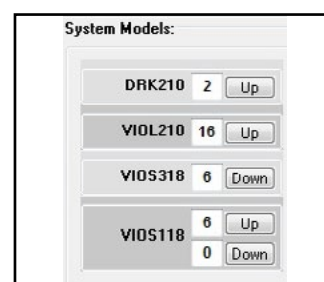 System Models:
DRK210 2 Up
VIOL210 16 Up
VIOS318 6 Down
VIOS118 6 Up
0 Down